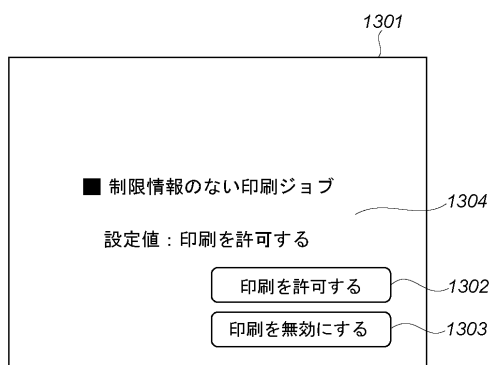 1301
■ 制限情報のない印刷ジョブ
1304
設定値：印刷を許可する
印刷を許可する 1302
印刷を無効にする 1303